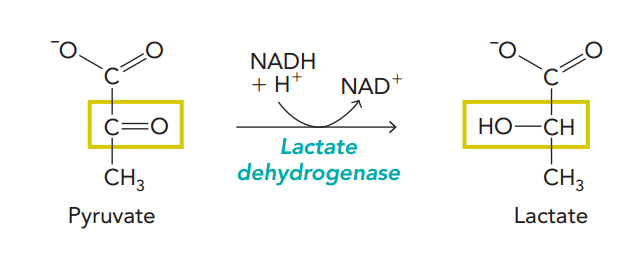 ⁻O
O
C
C=O
CH₃
Pyruvate
NADH
+ H⁺
NAD⁺
Lactate
dehydrogenase
⁻O
O
C
HO—CH
CH₃
Lactate